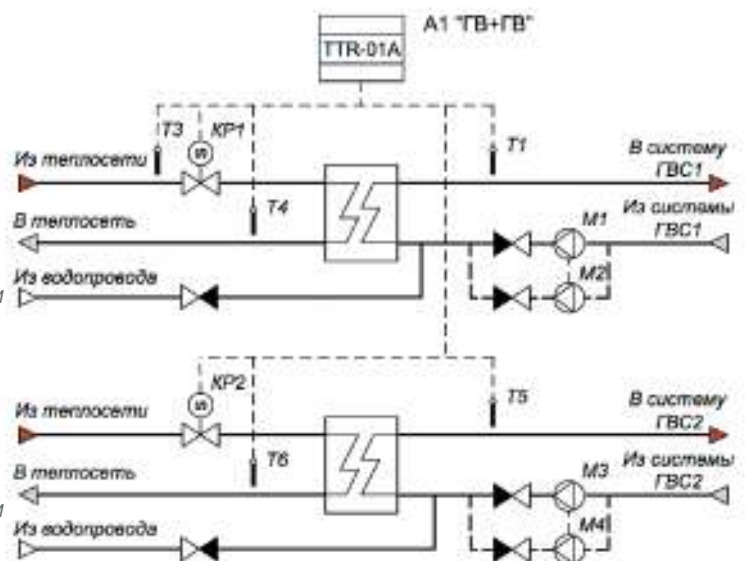 А1 "ГВ+ГВ"
TTR-01A
Т3
КР1
Т1
Из теплосети
В систему
ГВС1
Т4
В теплосеть
М1
Из системы
ГВС1
Из водопровода
М2
КР2
Т5
Из теплосети
В систему
ГВС2
Т6
В теплосеть
М3
Из системы
ГВС2
Из водопровода
М4